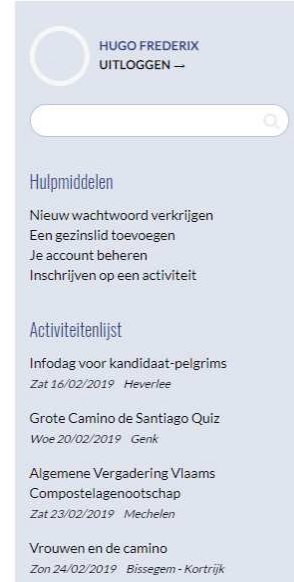 HUGO FREDERIX
UITLOGGEN →
Hulpmiddelen
Nieuw wachtwoord verkrijgen
Een gezinslid toevoegen
Je account beheren
Inschrijven op een activiteit
Activiteitenlijst
Infodag voor kandidaat-pelgrims
Zat 16/02/2019 Heverlee
Grote Camino de Santiago Quiz
Woe 20/02/2019 Genk
Algemene Vergadering Vlaams
Compostelagenootschap
Zat 23/02/2019 Mechelen
Vrouwen en de camino
Zon 24/02/2019 Bissegem - Kortrijk